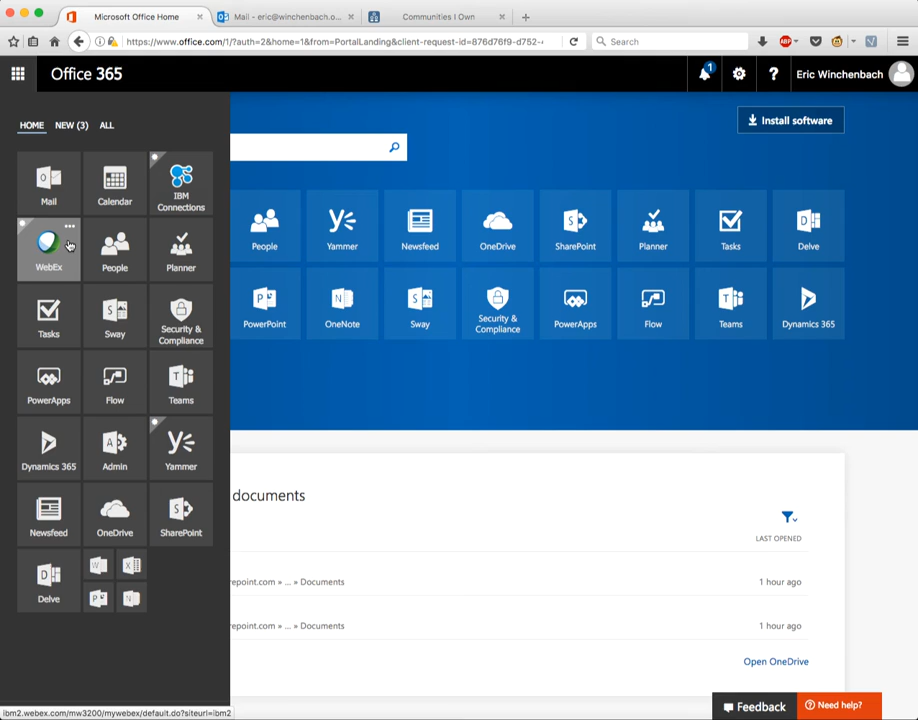 Microsoft Office 365 Home
Mail - eric@winchenbach.o...
Communities I Own
https://www.office.com/1/?auth=2&home=1&from=PortalLanding&client-request-id=876d76f9-d752-4
Search
ABP
Office 365
1
?
Eric Winchenbach
HOME
NEW (3)
ALL
Install software
Mail
Calendar
IBM
Connections
WebEx
People
Planner
Tasks
Sway
Security &
Compliance
PowerApps
Flow
Teams
Dynamics 365
Admin
Yammer
Newsfeed
OneDrive
SharePoint
Delve
People
Yammer
Newsfeed
OneDrive
SharePoint
Planner
Tasks
Delve
PowerPoint
OneNote
Sway
Security &
Compliance
PowerApps
Flow
Teams
Dynamics 365
documents
LAST OPENED
repoint.com » ... » Documents
1 hour ago
repoint.com » ... » Documents
1 hour ago
Open OneDrive
Feedback
Need help?
ibm2.webex.com/mw3200/mywebex/default.do?siteurl=ibm2